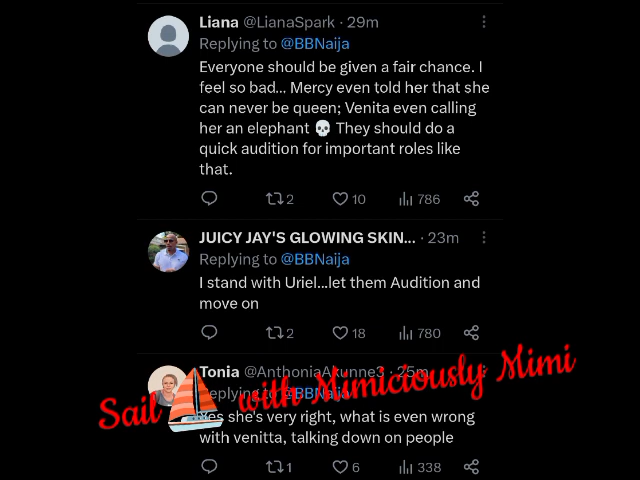 Liana @LianaSpark · 29m
Replying to @BBNaija
Everyone should be given a fair chance. I
feel so bad... Mercy even told her that she
can never be queen; Venita even calling
her an elephant 💀 They should do a
quick audition for important roles like
that.
2 10 786
JUICY JAY'S GLOWING SKIN... · 23m
Replying to @BBNaija
I stand with Uriel...let them Audition and
move on
2 18 780
Tonia @AnthoniaAkunne3 · 25m
Replying to @BBNaija
Sail ⛵ with Mimiciously Mimi
Yes she's very right, what is even wrong
with venitta, talking down on people
1 6 338